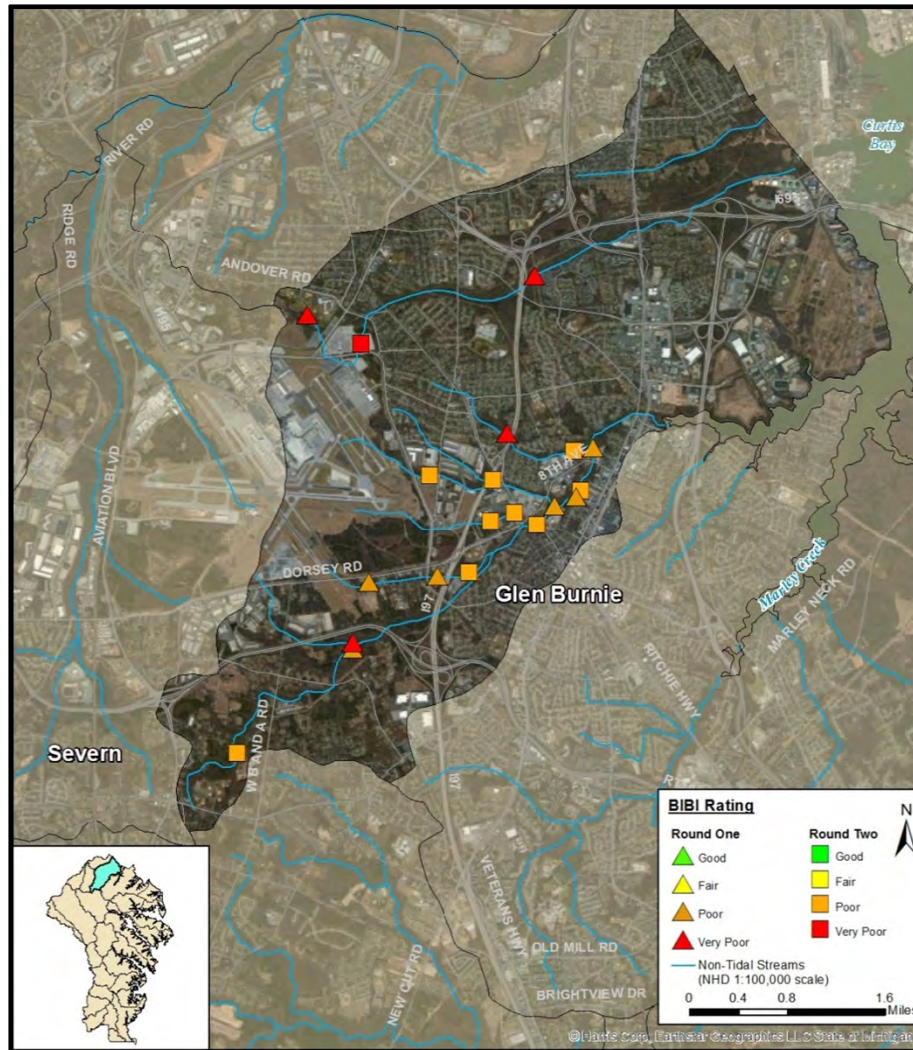 Curtis
Bay
RIVER RD
RIDGE RD
I695
ANDOVER RD
AVIATION BLVD
8TH AVE
DORSEY RD
I97
Glen Burnie
Marley Creek
MARLEY NECK RD
RITCHIE HWY
W B AND A RD
Severn
I97
VETERANS HWY
OLD MILL RD
BRIGHTVIEW DR
NEW CUT RD
BIBI Rating
N
Round One
Round Two
Good
Good
Fair
Fair
Poor
Poor
Very Poor
Very Poor
Non-Tidal Streams
(NHD 1:100,000 scale)
0 0.4 0.8 1.6
Miles
©Harris Corp, Earthstar Geographics LLC State of Michigan